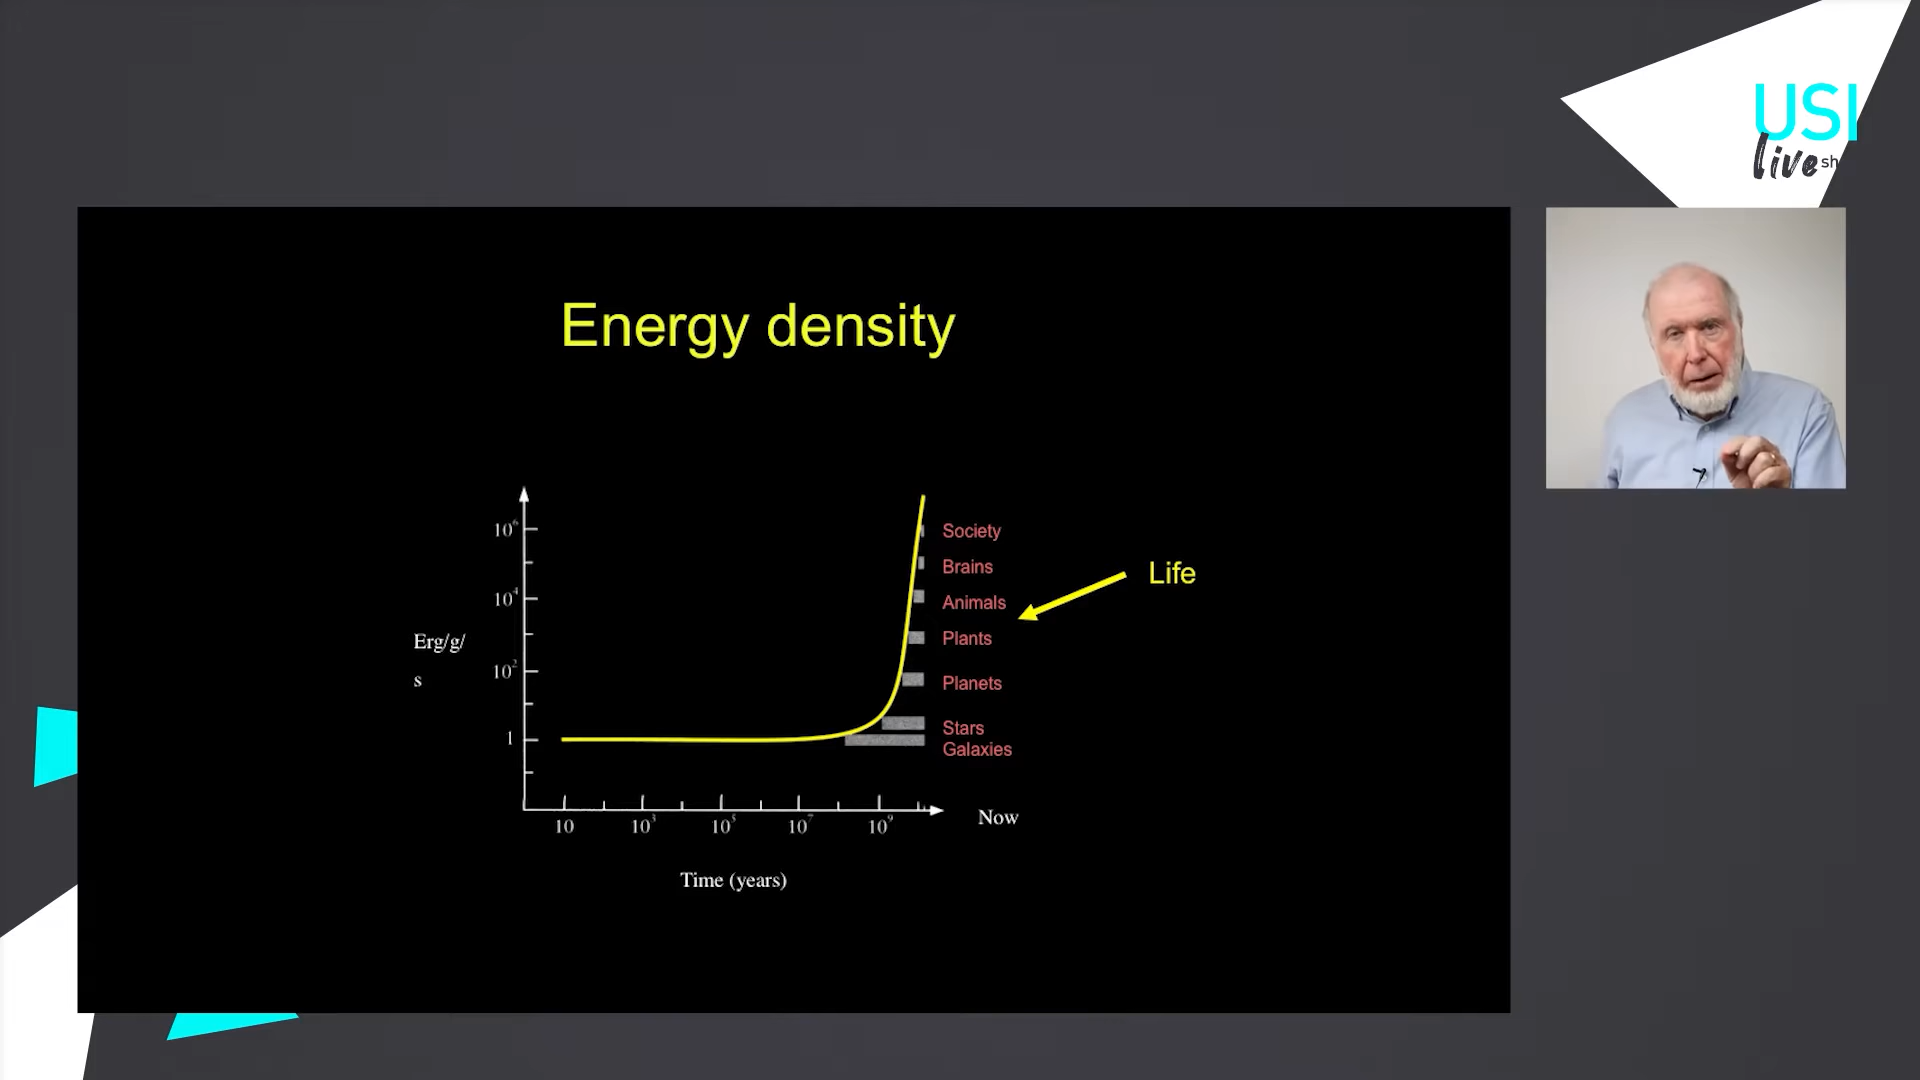 USI
live sh
Energy density
10⁶
10⁴
10²
1
Erg/g/
s
Society
Brains
Animals
Plants
Planets
Stars
Galaxies
Life
10
10³
10⁵
10⁷
10⁹
Now
Time (years)